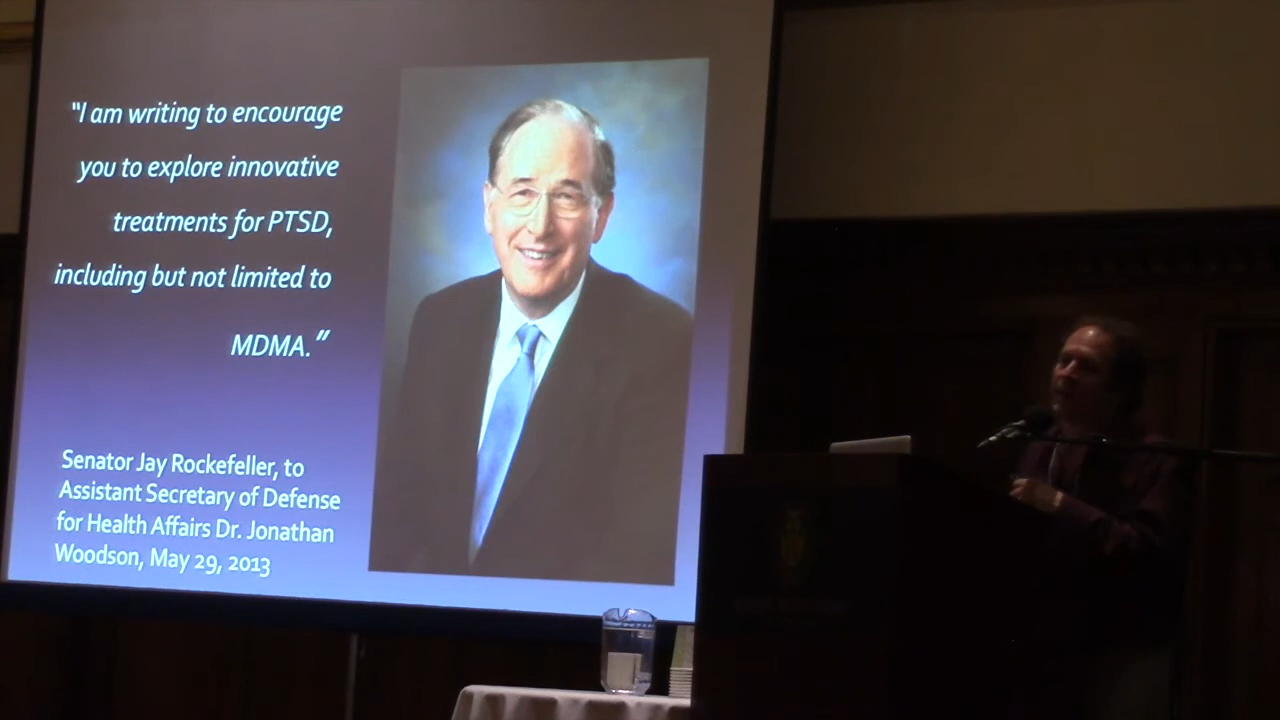 "I am writing to encourage
you to explore innovative
treatments for PTSD,
including but not limited to
MDMA."
Senator Jay Rockefeller, to
Assistant Secretary of Defense
for Health Affairs Dr. Jonathan
Woodson, May 29, 2013